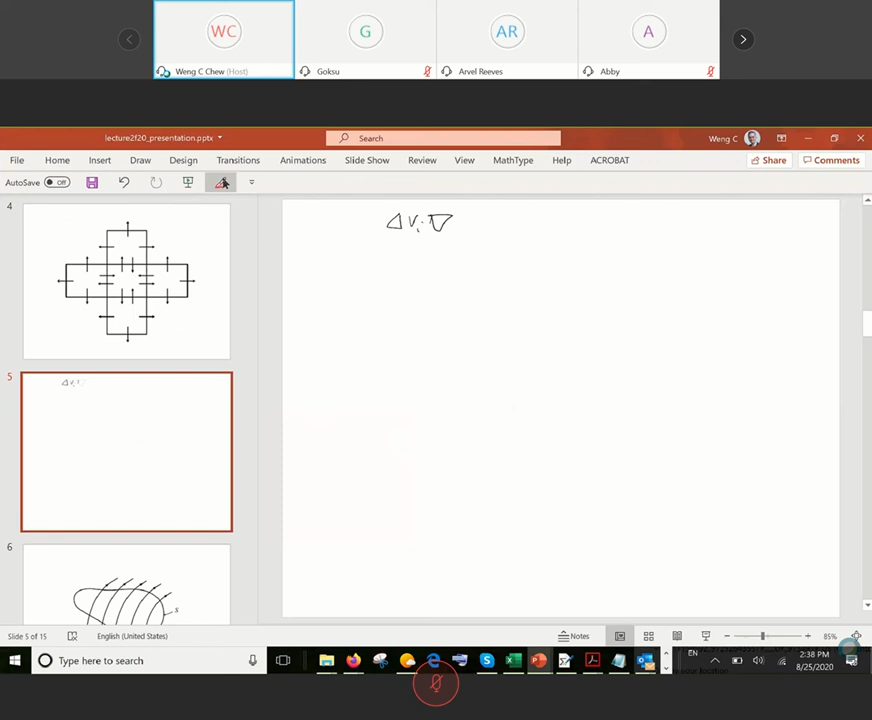 WC
G
AR
A
Weng C Chew (Host)
Goksu
Arvel Reeves
Abby
lecture2f20_presentation.pptx
Search
Weng C
File Home Insert Draw Design Transitions Animations Slide Show Review View MathType Help ACROBAT
Share
Comments
AutoSave Off
4
5
ΔVi
6
S
ΔVi ∇
Slide 5 of 15
English (United States)
Notes
85%
Type here to search
EN
2:38 PM
8/25/2020